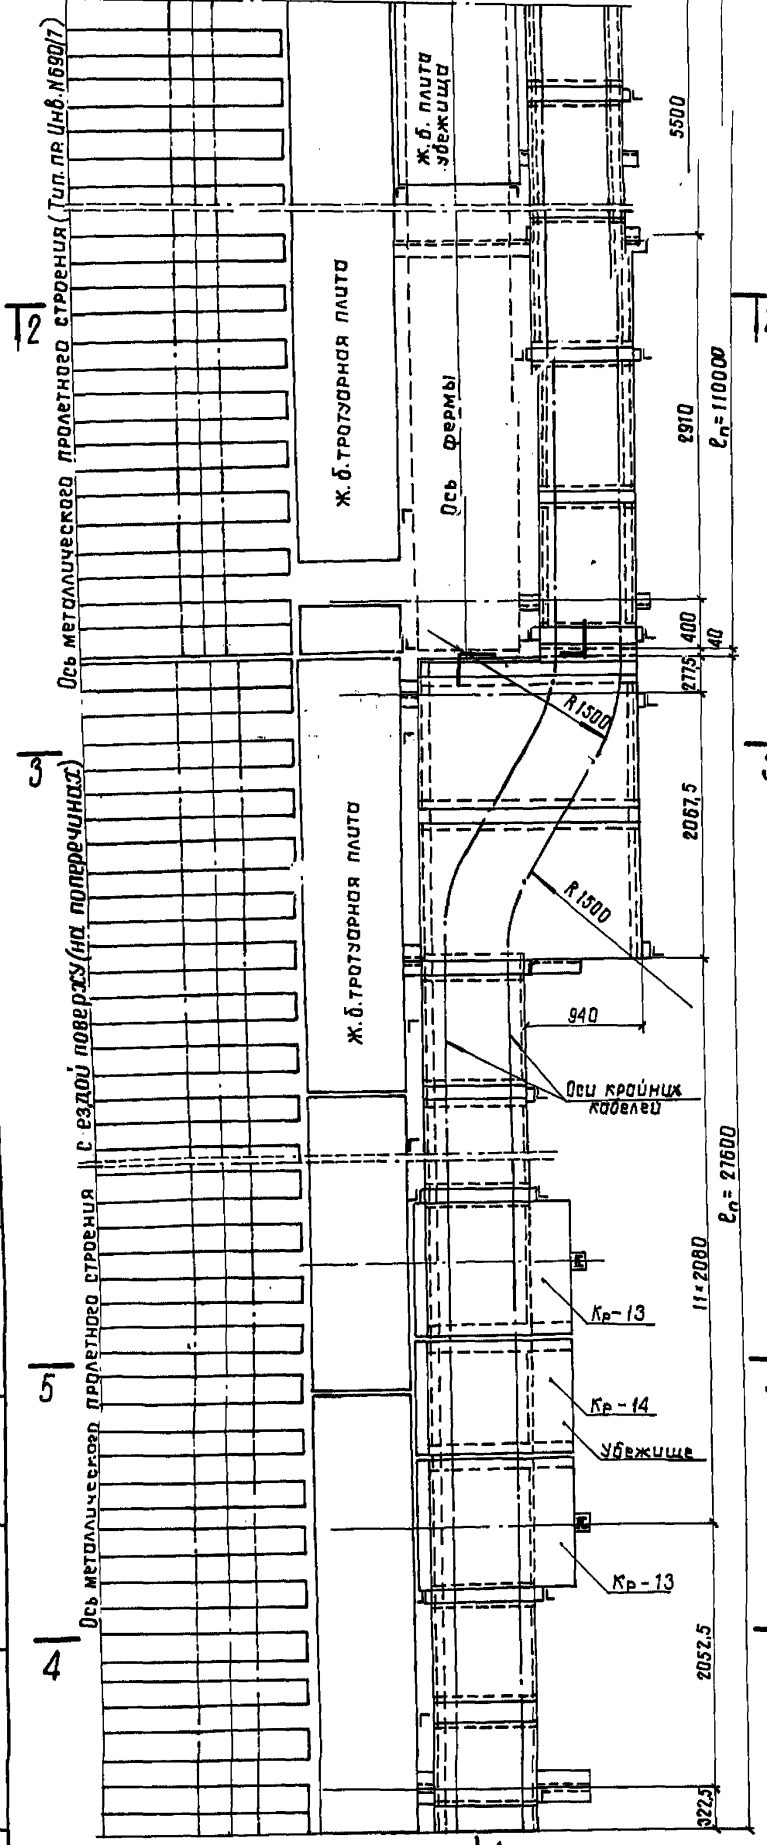 Ось металлического пролетного строения (Тип. пр. Инв. №690/7)
Ж.б. плита
убежища
5500
2
Ж.б. тротуарная плита
Ось фермы
2910
ℓп=110000
400
40
277,5
R1500
3
Ось металлического пролетного строения с ездой поверху (на поперечинах)
Ж.б. тротуарная плита
2067,5
R1500
940
Оси крайних
кабелей
ℓп= 27600
11×2080
Кр-13
5
Кр-14
Убежище
Кр-13
4
2052,5
322,5